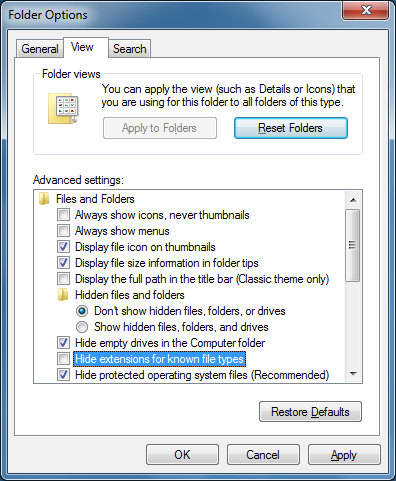 Folder Options
General View Search
Folder views
You can apply the view (such as Details or Icons) that
you are using for this folder to all folders of this type.
Apply to Folders Reset Folders
Advanced settings:
Files and Folders
Always show icons, never thumbnails
Always show menus
Display file icon on thumbnails
Display file size information in folder tips
Display the full path in the title bar (Classic theme only)
Hidden files and folders
Don't show hidden files, folders, or drives
Show hidden files, folders, and drives
Hide empty drives in the Computer folder
Hide extensions for known file types
Hide protected operating system files (Recommended)
Restore Defaults
OK Cancel Apply